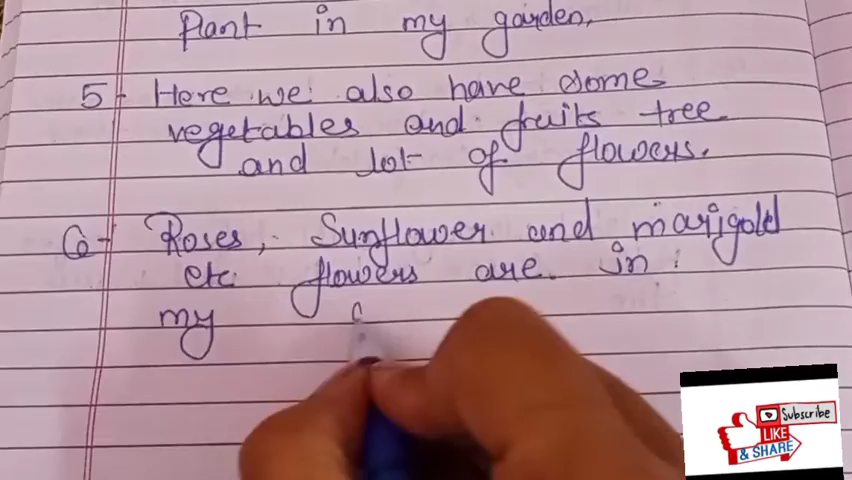 Plant in my garden.
5- Here we also have some
vegetables and fruits tree
and lot of flowers.
6- Roses, Sunflower and marigold
etc flowers are in
my
Subscribe
LIKE
& SHARE